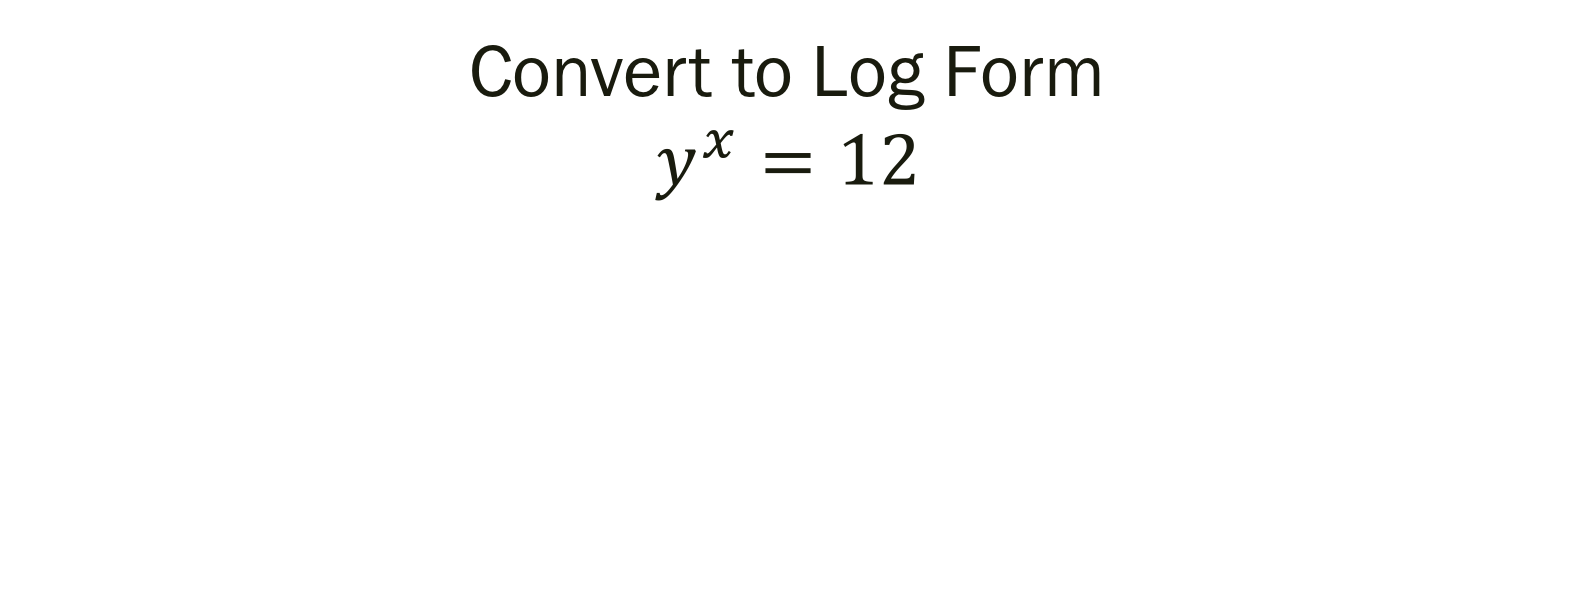 Convert to Log Form
$y^x = 12$